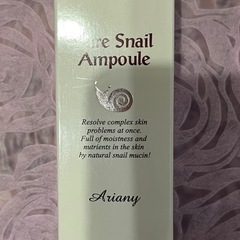 Snail
Ampoule
Resolve complex skin
problems at once.
Full of moistness and
nutrients in the skin
by natural snail mucin!
Ariany